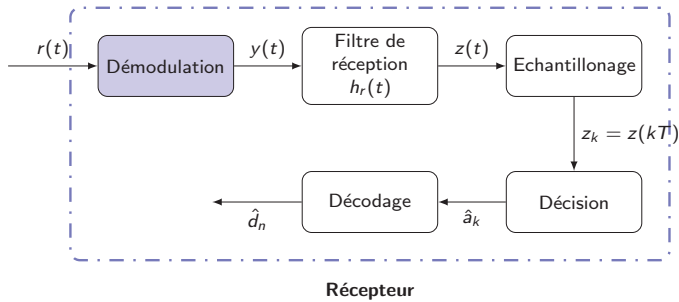 r(t)
Démodulation
y(t)
Filtre de
réception
h_r(t)
z(t)
Echantillonage
z_k = z(kT)
Décision
â_k
Décodage
d̂_n
Récepteur